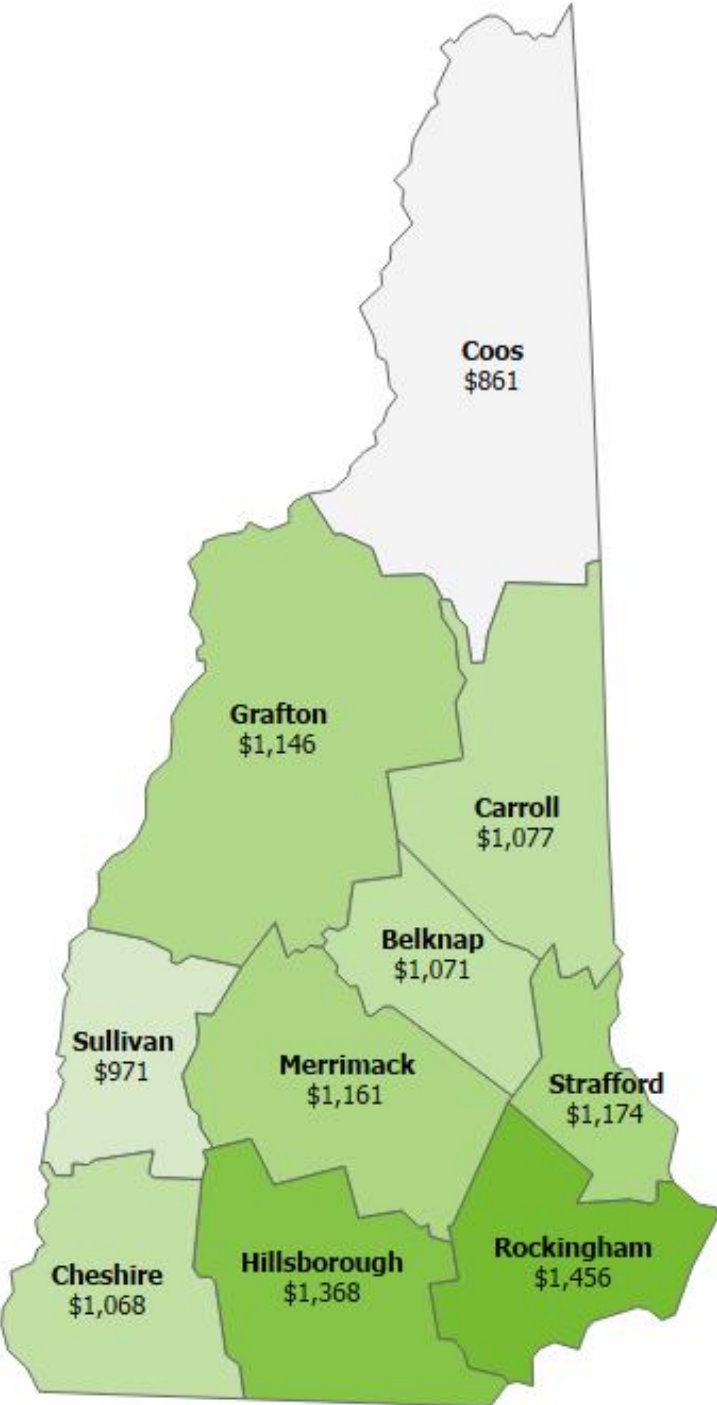 Coos
$861
Grafton
$1,146
Carroll
$1,077
Belknap
$1,071
Sullivan
$971
Merrimack
$1,161
Strafford
$1,174
Cheshire
$1,068
Hillsborough
$1,368
Rockingham
$1,456